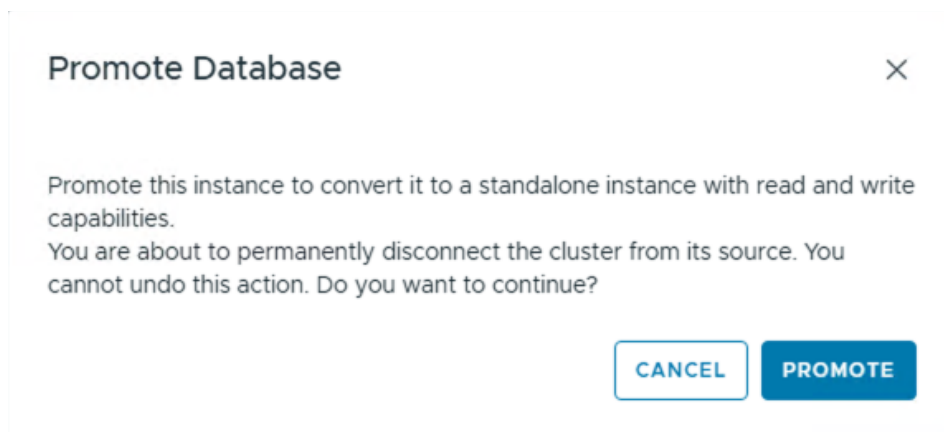 Promote Database
Promote this instance to convert it to a standalone instance with read and write
capabilities.
You are about to permanently disconnect the cluster from its source. You
cannot undo this action. Do you want to continue?
CANCEL
PROMOTE